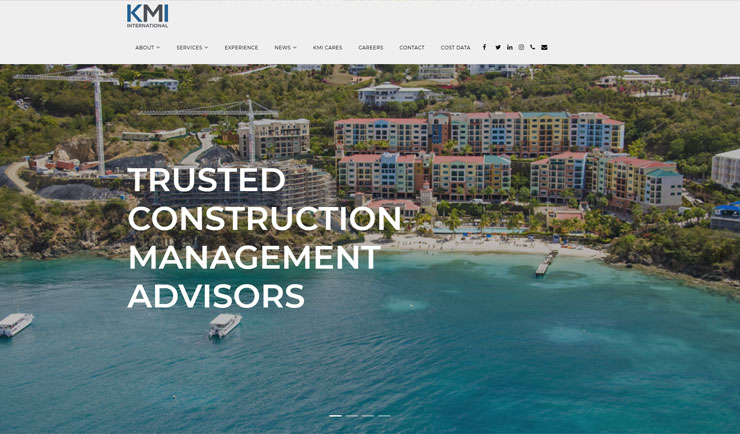 KMI
INTERNATIONAL
ABOUT SERVICES EXPERIENCE NEWS KMI CARES CAREERS CONTACT COST DATA
TRUSTED
CONSTRUCTION
MANAGEMENT
ADVISORS